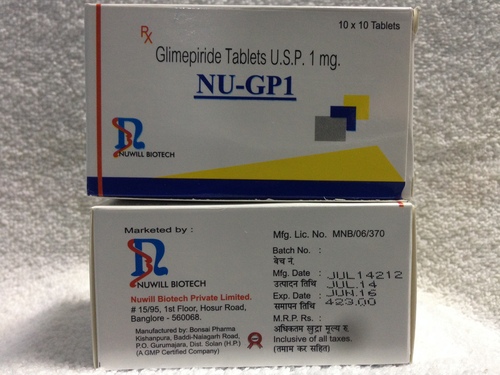 Rx
10 x 10 Tablets
Glimepiride Tablets U.S.P. 1 mg.
NU-GP1
NUWILL BIOTECH
Marketed by :
NUWILL BIOTECH
Nuwill Biotech Private Limited.
# 15/95, 1st Floor, Hosur Road,
Banglore - 560068.
Manufactured by: Bonsai Pharma
Kishanpura, Baddi-Nalagarh Road,
P.O. Gurumajara, Dist. Solan (H.P.)
(A GMP Certified Company)
Mfg. Lic. No. MNB/06/370
Batch No. :
बेच नं.
Mfg. Date : JUL14212
उत्पादन तिथि JUL.14
Exp. Date : JUN.16
समापन तिथि 423.00
M.R.P. Rs. :
अधिकतम खुद्रा मूल्य रु.
Inclusive of all taxes.
(तमाम कर सहित)